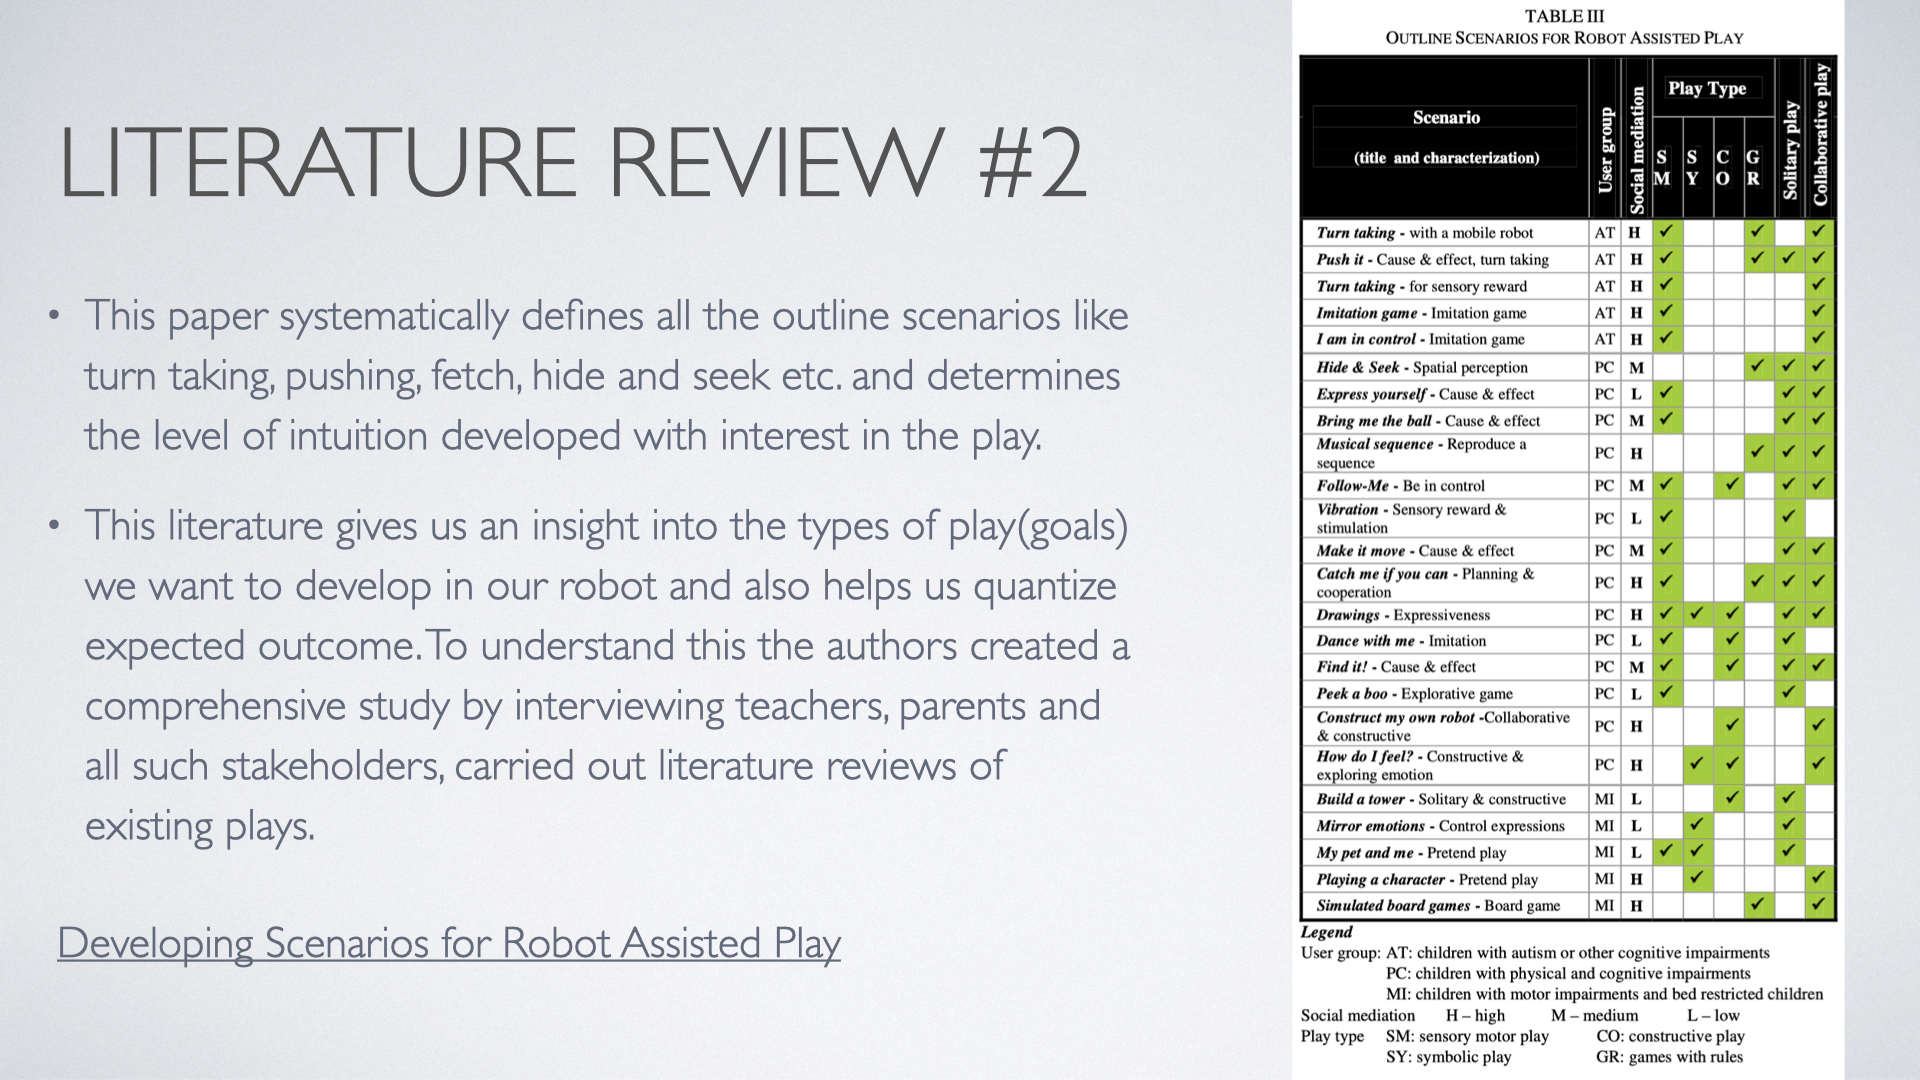 LITERATURE REVIEW #2
• This paper systematically defines all the outline scenarios like
turn taking, pushing, fetch, hide and seek etc. and determines
the level of intuition developed with interest in the play.
• This literature gives us an insight into the types of play(goals)
we want to develop in our robot and also helps us quantize
expected outcome. To understand this the authors created a
comprehensive study by interviewing teachers, parents and
all such stakeholders, carried out literature reviews of
existing plays.
Developing Scenarios for Robot Assisted Play
TABLE III
OUTLINE SCENARIOS FOR ROBOT ASSISTED PLAY
Scenario
(title and characterization)
User group
Social mediation
Play Type
SM
SY
CO
GR
Solitary play
Collaborative play
Turn taking - with a mobile robot AT H ✓ ✓ ✓
Push it - Cause & effect, turn taking AT H ✓ ✓ ✓ ✓
Turn taking - for sensory reward AT H ✓ ✓
Imitation game - Imitation game AT H ✓ ✓
I am in control - Imitation game AT H ✓ ✓
Hide & Seek - Spatial perception PC M ✓ ✓ ✓
Express yourself - Cause & effect PC L ✓ ✓ ✓
Bring me the ball - Cause & effect PC M ✓ ✓ ✓
Musical sequence - Reproduce a
sequence PC H ✓ ✓ ✓
Follow-Me - Be in control PC M ✓ ✓ ✓ ✓
Vibration - Sensory reward &
stimulation PC L ✓ ✓
Make it move - Cause & effect PC M ✓ ✓ ✓
Catch me if you can - Planning &
cooperation PC H ✓ ✓ ✓ ✓
Drawings - Expressiveness PC H ✓ ✓ ✓ ✓ ✓
Dance with me - Imitation PC L ✓ ✓ ✓
Find it! - Cause & effect PC M ✓ ✓ ✓ ✓
Peek a boo - Explorative game PC L ✓ ✓
Construct my own robot -Collaborative
& constructive PC H ✓ ✓
How do I feel? - Constructive &
exploring emotion PC H ✓ ✓ ✓
Build a tower - Solitary & constructive MI L ✓ ✓
Mirror emotions - Control expressions MI L ✓ ✓
My pet and me - Pretend play MI L ✓ ✓ ✓
Playing a character - Pretend play MI H ✓ ✓
Simulated board games - Board game MI H ✓ ✓
Legend
User group: AT: children with autism or other cognitive impairments
PC: children with physical and cognitive impairments
MI: children with motor impairments and bed restricted children
Social mediation H – high M – medium L – low
Play type SM: sensory motor play CO: constructive play
SY: symbolic play GR: games with rules